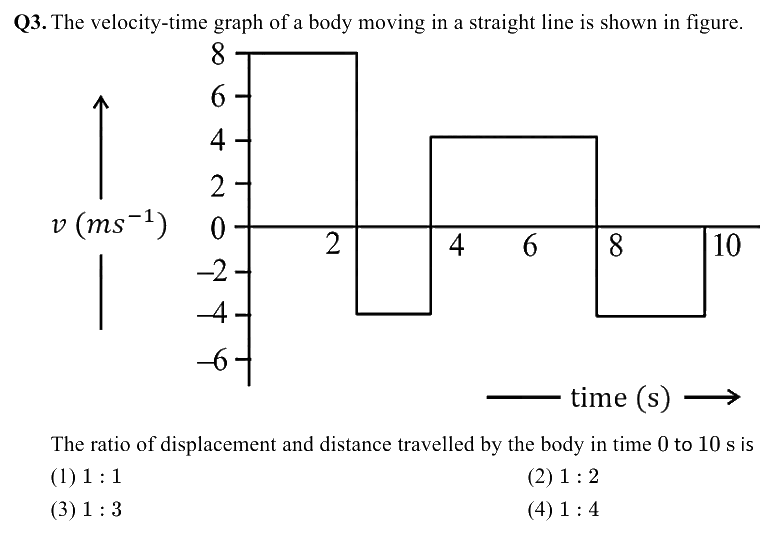 Q3. The velocity-time graph of a body moving in a straight line is shown in figure.
8
6
4
2
v (ms⁻¹)
0
2
4
6
8
10
–2
–4
–6
time (s)
The ratio of displacement and distance travelled by the body in time 0 to 10 s is
(1) 1 : 1
(2) 1 : 2
(3) 1 : 3
(4) 1 : 4